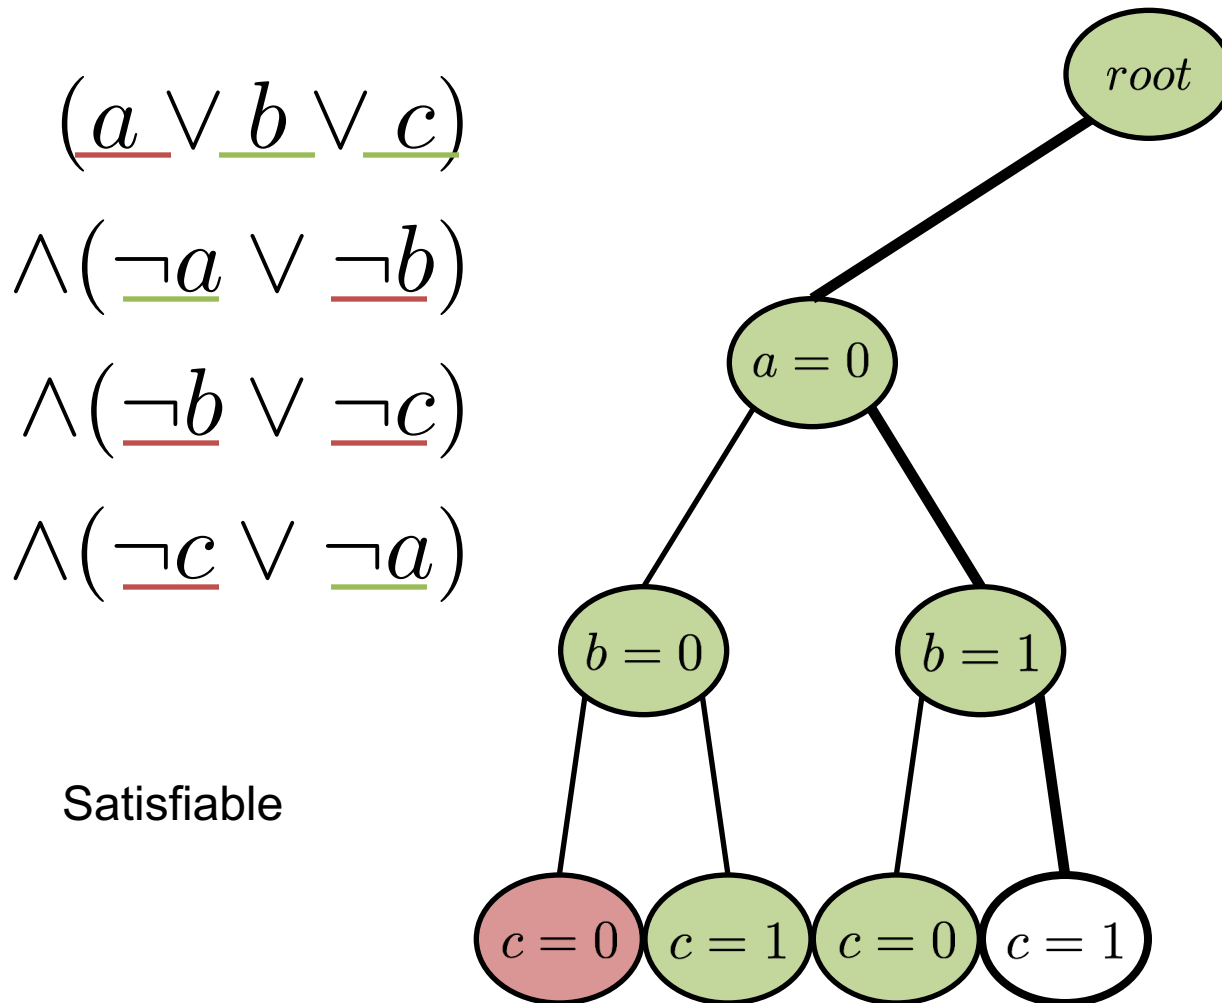 (a ∨ b ∨ c)
∧(¬a ∨ ¬b)
∧(¬b ∨ ¬c)
∧(¬c ∨ ¬a)
Satisfiable
root
a = 0
b = 0
b = 1
c = 0
c = 1
c = 0
c = 1